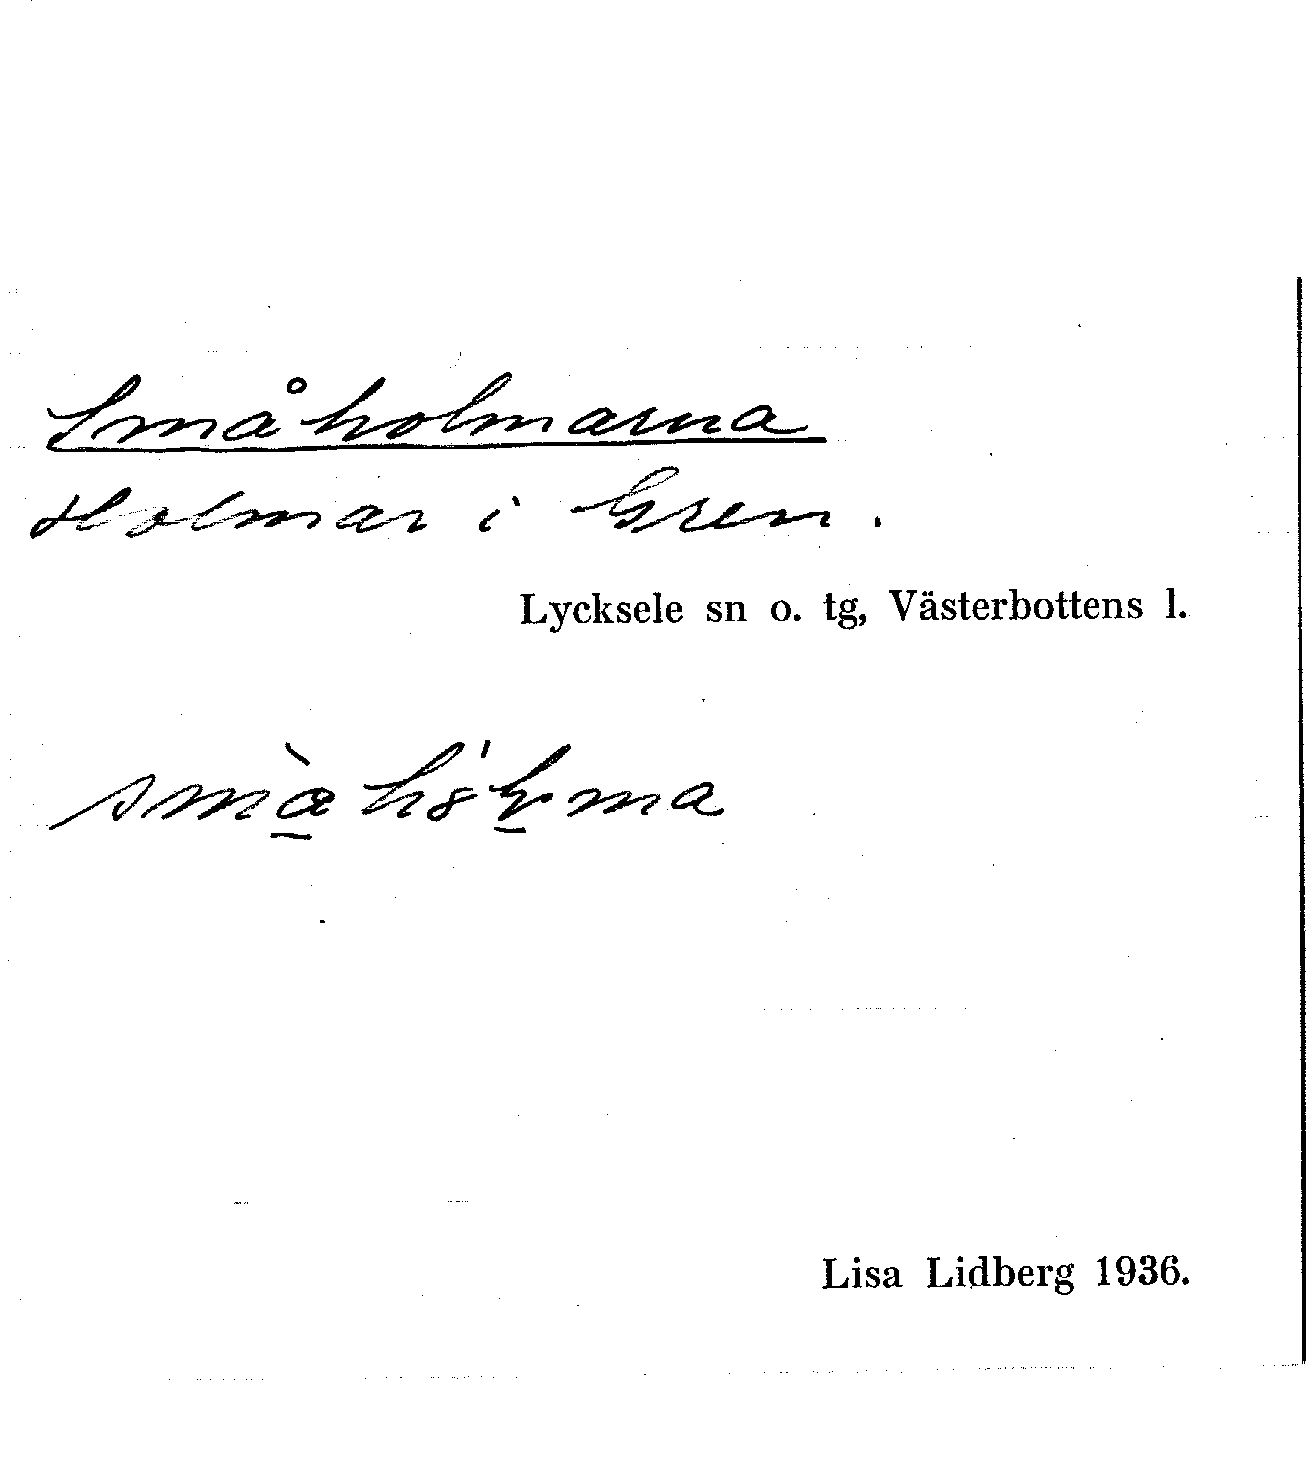 Småholmarna
Holmar i Gren.
Lycksele sn o. tg, Västerbottens l.
Lisa Lidberg 1936.